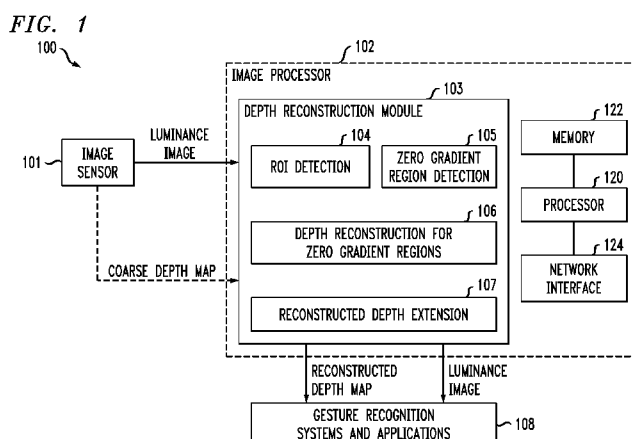 FIG. 1
100
102
IMAGE PROCESSOR
103
DEPTH RECONSTRUCTION MODULE
104
105
122
LUMINANCE
IMAGE
101
IMAGE
SENSOR
ROI DETECTION
ZERO GRADIENT
REGION DETECTION
MEMORY
120
PROCESSOR
106
DEPTH RECONSTRUCTION FOR
ZERO GRADIENT REGIONS
124
NETWORK
INTERFACE
COARSE DEPTH MAP
107
RECONSTRUCTED DEPTH EXTENSION
RECONSTRUCTED
DEPTH MAP
LUMINANCE
IMAGE
GESTURE RECOGNITION
SYSTEMS AND APPLICATIONS
108